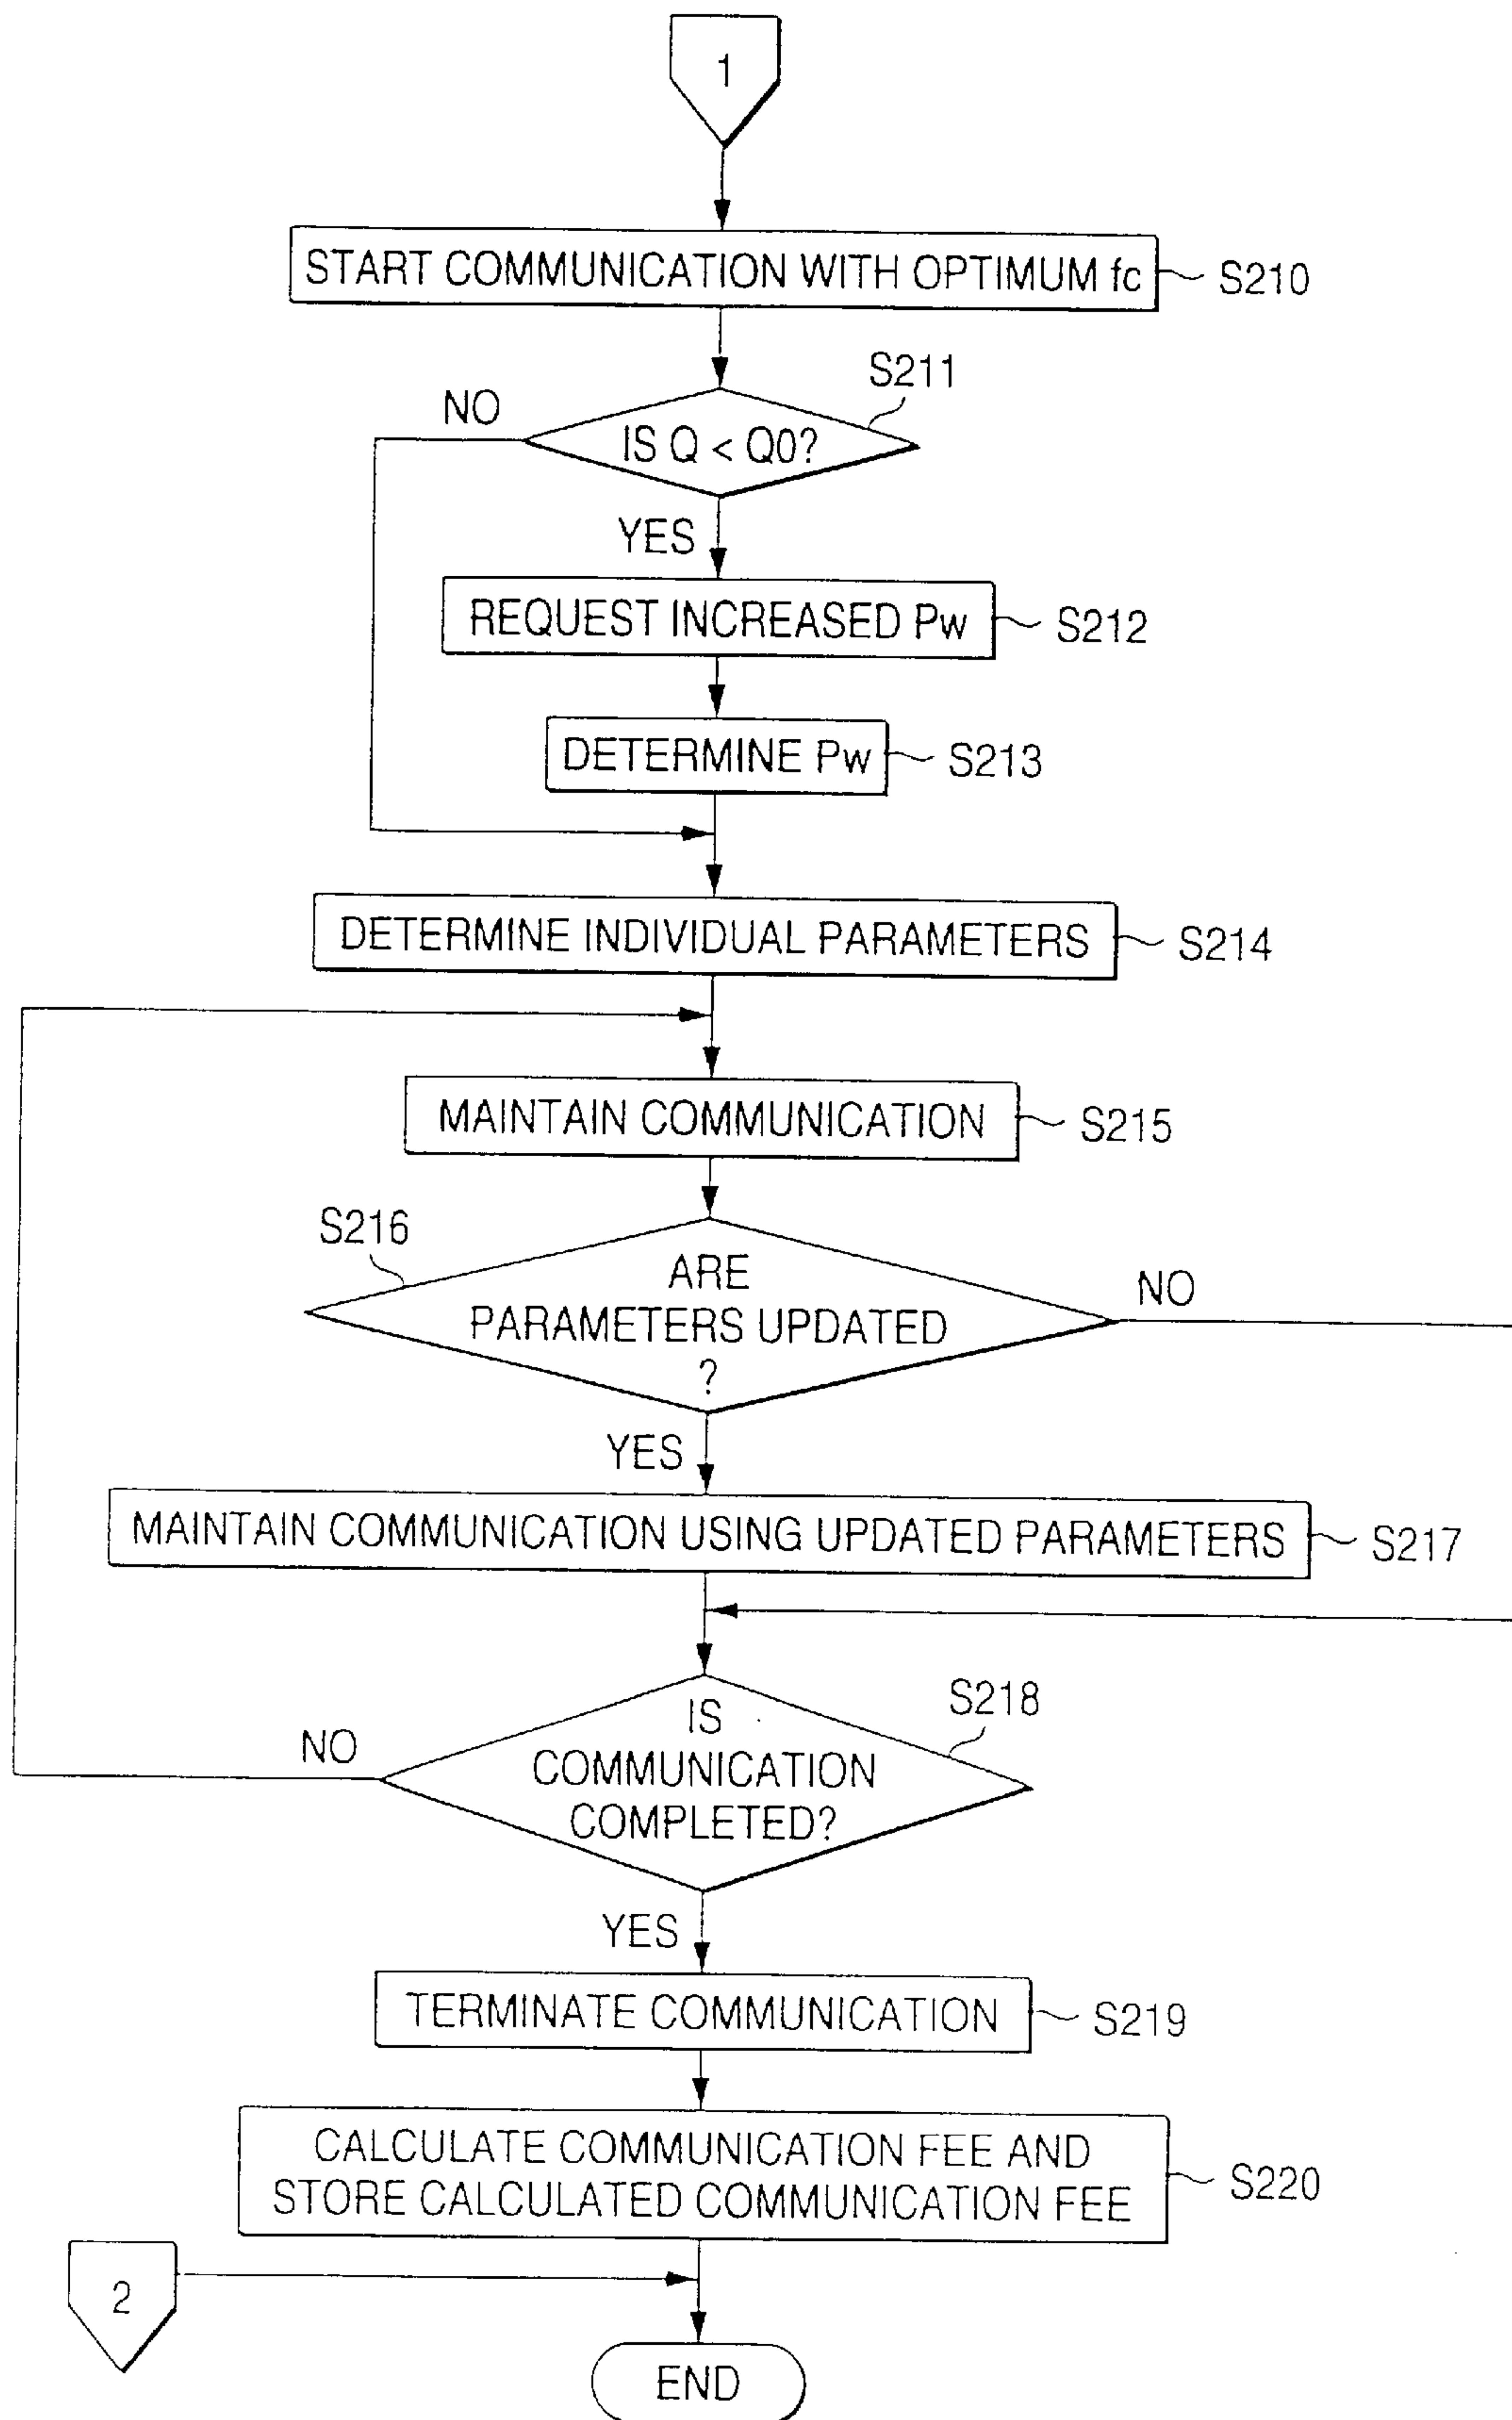 1
START COMMUNICATION WITH OPTIMUM fc
S210
S211
NO
IS Q < Q0?
YES
REQUEST INCREASED Pw
S212
DETERMINE Pw
S213
DETERMINE INDIVIDUAL PARAMETERS
S214
MAINTAIN COMMUNICATION
S215
S216
ARE
PARAMETERS UPDATED
?
NO
YES
MAINTAIN COMMUNICATION USING UPDATED PARAMETERS
S217
S218
IS
COMMUNICATION
COMPLETED?
NO
YES
TERMINATE COMMUNICATION
S219
CALCULATE COMMUNICATION FEE AND
STORE CALCULATED COMMUNICATION FEE
S220
2
END